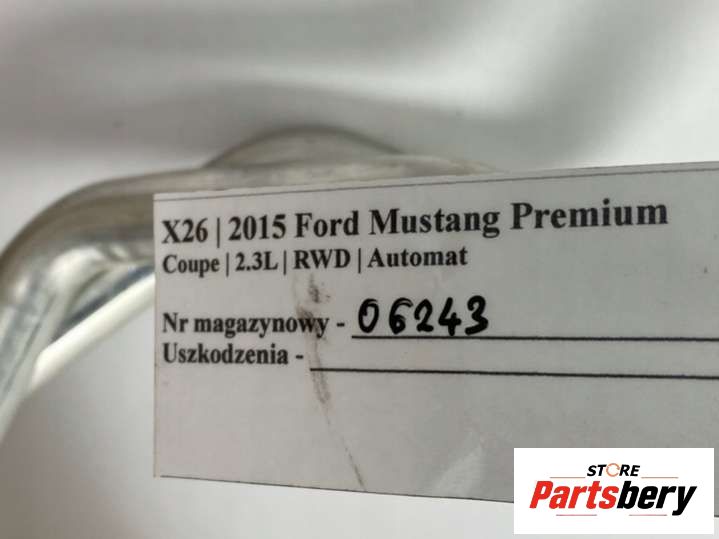 X26 | 2015 Ford Mustang Premium
Coupe | 2.3L | RWD | Automat
Nr magazynowy - 06243
Uszkodzenia -
STORE
Partsbery